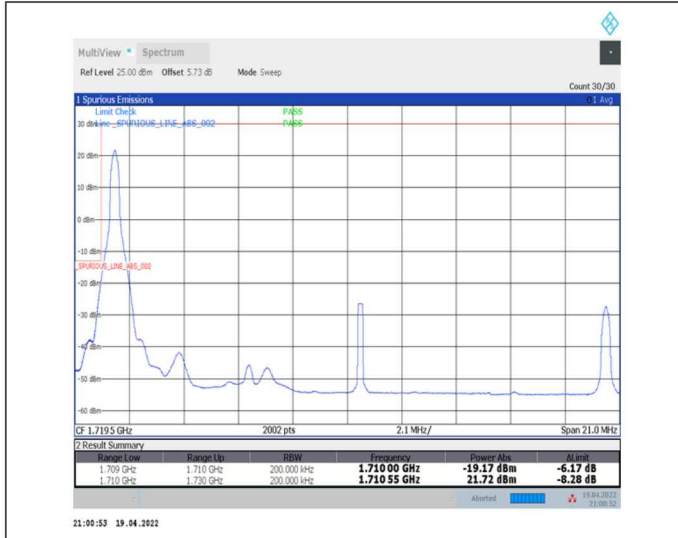 MultiView Spectrum
Ref Level 25.00 dBm Offset 5.73 dB Mode Sweep
Count 30/30
1 Spurious Emissions 1 Avg
Limit Check PASS
30 dBm Line _SPURIOUS_LINE_ABS_002 PASS
20 dBm
10 dBm
0 dBm
-10 dBm
_SPURIOUS_LINE_ABS_002
-20 dBm
-30 dBm
-40 dBm
-50 dBm
-60 dBm
CF 1.7195 GHz 2002 pts 2.1 MHz/ Span 21.0 MHz
2 Result Summary
Range Low Range Up RBW Frequency Power Abs ΔLimit
1.709 GHz 1.710 GHz 200.000 kHz 1.710 00 GHz -19.17 dBm -6.17 dB
1.710 GHz 1.730 GHz 200.000 kHz 1.710 55 GHz 21.72 dBm -8.28 dB
Aborted 19.04.2022
21:00:52
21:00:53 19.04.2022